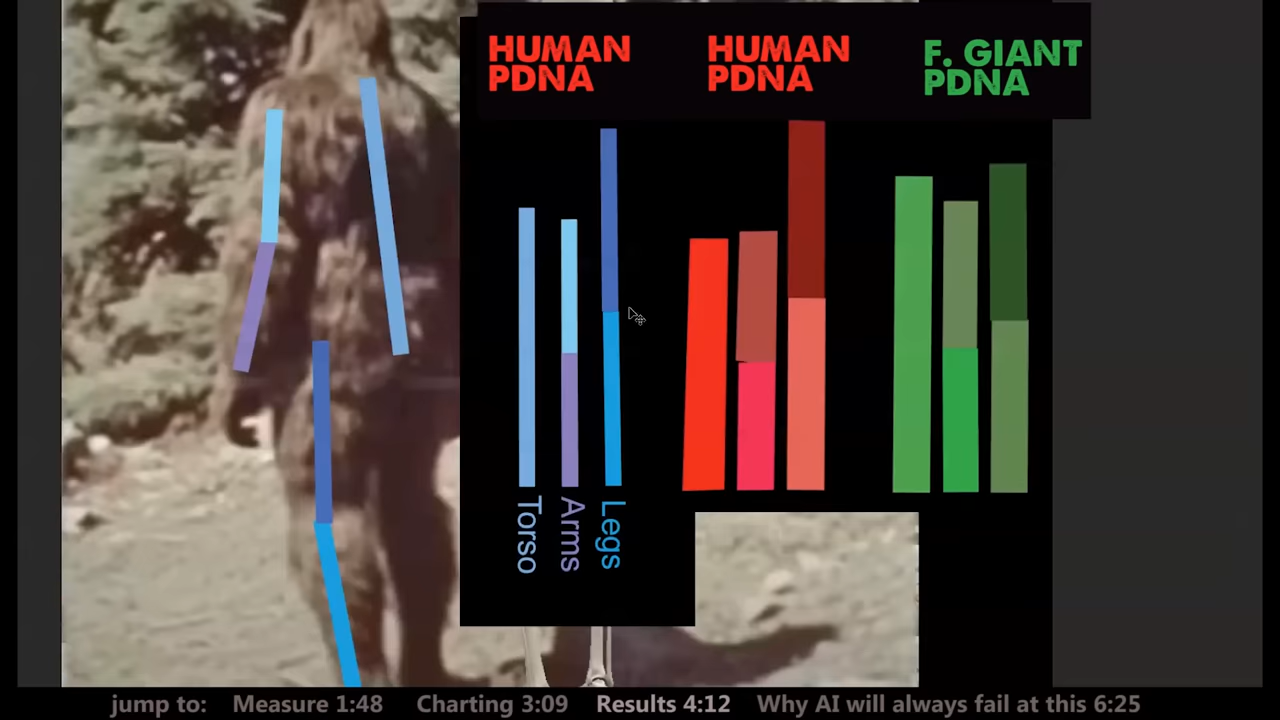 HUMAN
PDNA
HUMAN
PDNA
F. GIANT
PDNA
Torso
Arms
Legs
jump to: Measure 1:48 Charting 3:09 Results 4:12 Why AI will always fail at this 6:25